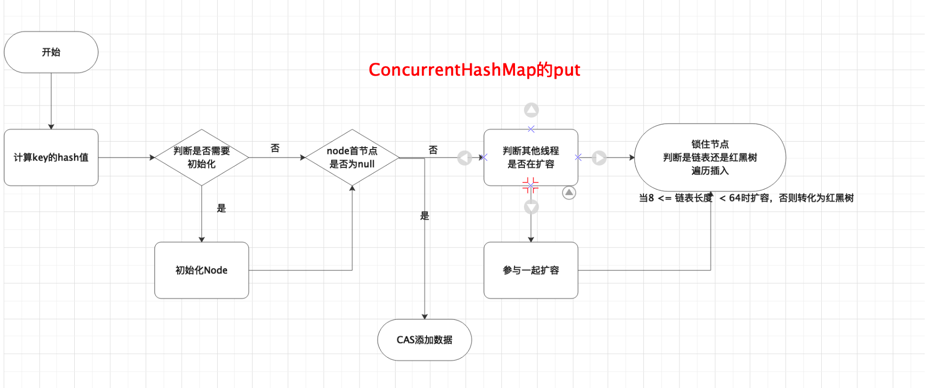 开始
ConcurrentHashMap的put
计算key的hash值
判断是否需要
初始化
否
node首节点
是否为null
否
判断其他线程
是否在扩容
锁住节点
判断是链表还是红黑树
遍历插入
当8 <= 链表长度 < 64时扩容，否则转化为红黑树
是
是
初始化Node
参与一起扩容
CAS添加数据